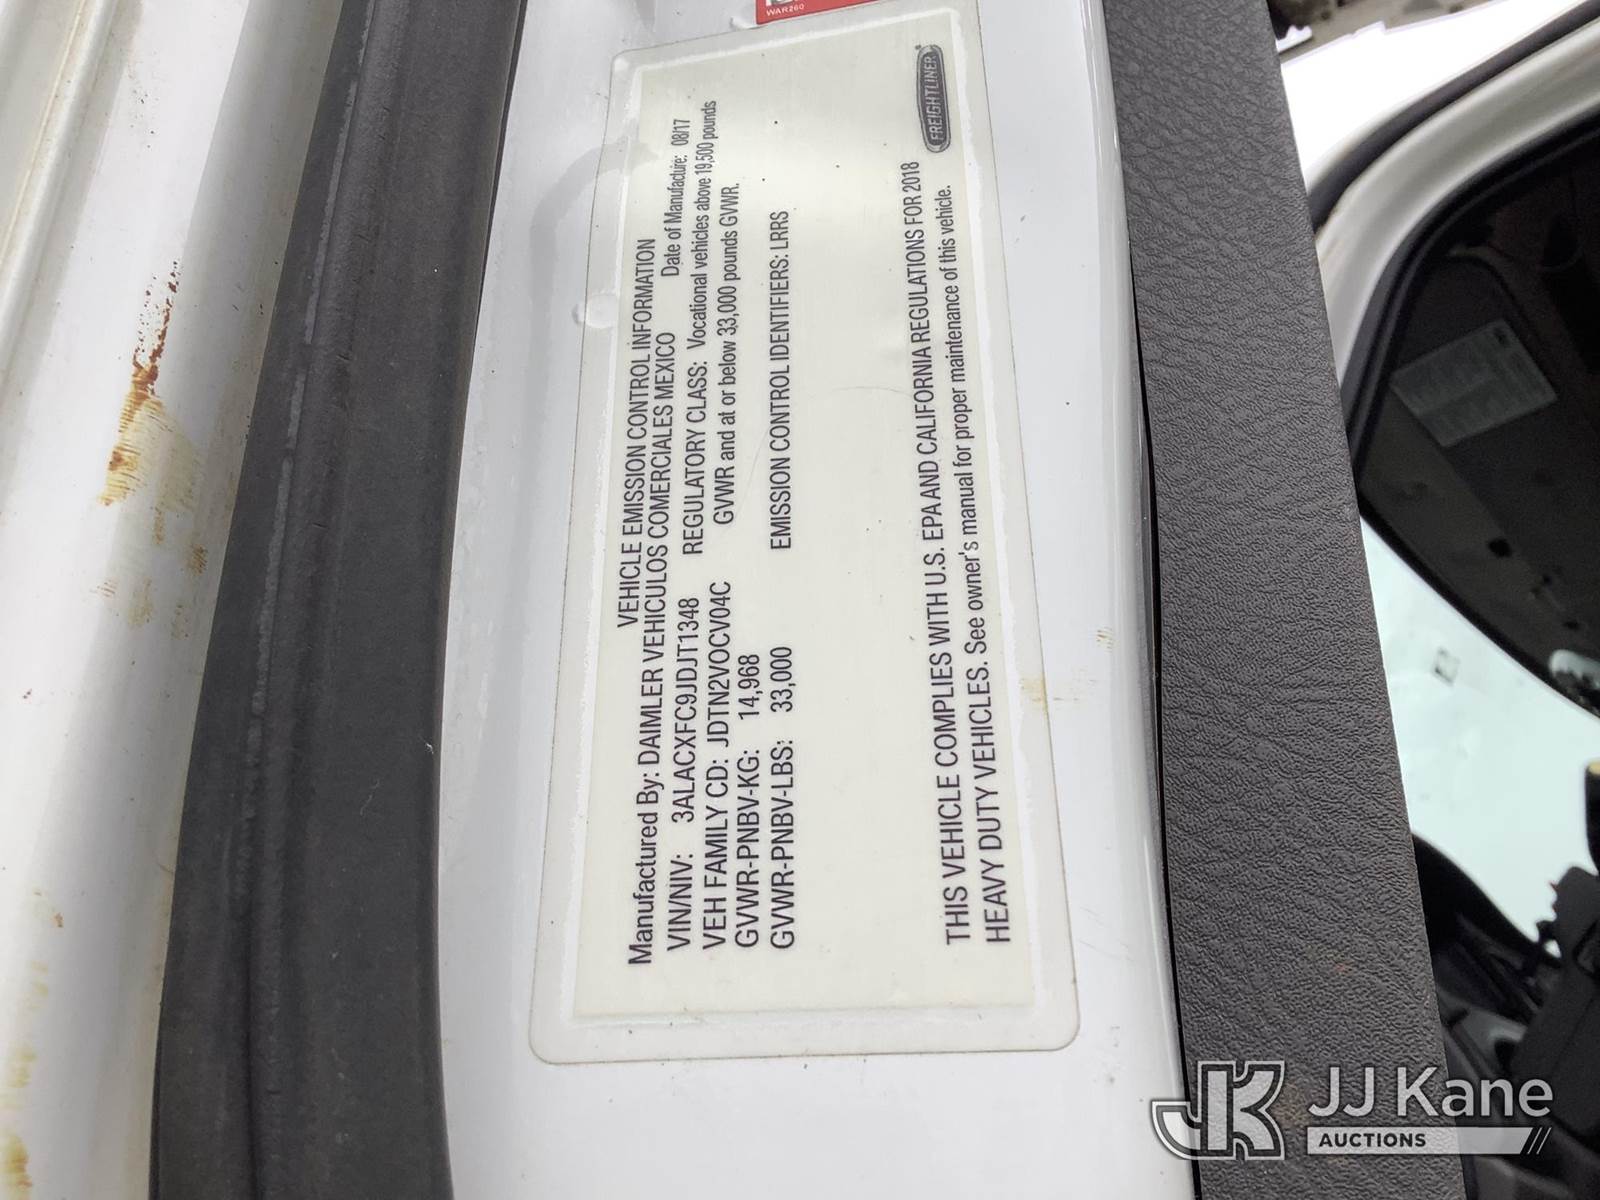 WAR260
FREIGHTLINER
VEHICLE EMISSION CONTROL INFORMATION
Manufactured By: DAIMLER VEHICULOS COMERCIALES MEXICO Date of Manufacture: 08/17
VIN/NIV: 3ALACXFC9JDJT1348 REGULATORY CLASS: Vocational vehicles above 19,500 pounds
VEH FAMILY CD: JDTN2VOCV04C GVWR and at or below 33,000 pounds GVWR.
GVWR-PNBV-KG: 14,968
GVWR-PNBV-LBS: 33,000 EMISSION CONTROL IDENTIFIERS: LRRS
THIS VEHICLE COMPLIES WITH U.S. EPA AND CALIFORNIA REGULATIONS FOR 2018
HEAVY DUTY VEHICLES. See owner's manual for proper maintenance of this vehicle.
JK JJ Kane
AUCTIONS